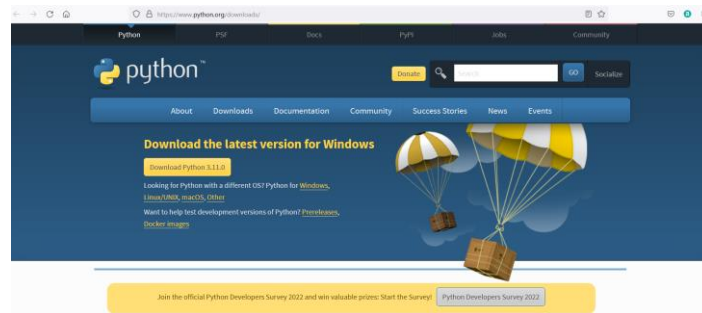 https://www.python.org/downloads/
Python PSF Docs PyPI Jobs Community
python™
Donate Search GO Socialize
About Downloads Documentation Community Success Stories News Events
Download the latest version for Windows
Download Python 3.11.0
Looking for Python with a different OS? Python for Windows,
Linux/UNIX, macOS, Other
Want to help test development versions of Python? Prereleases,
Docker images
Join the official Python Developers Survey 2022 and win valuable prizes: Start the Survey! Python Developers Survey 2022